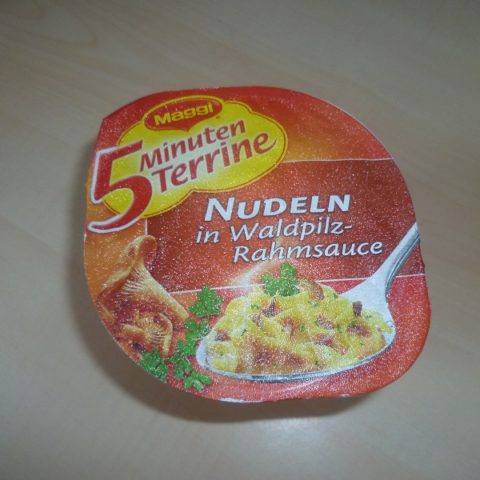 Maggi
5 Minuten
Terrine
NUDELN
in Waldpilz-
Rahmsauce